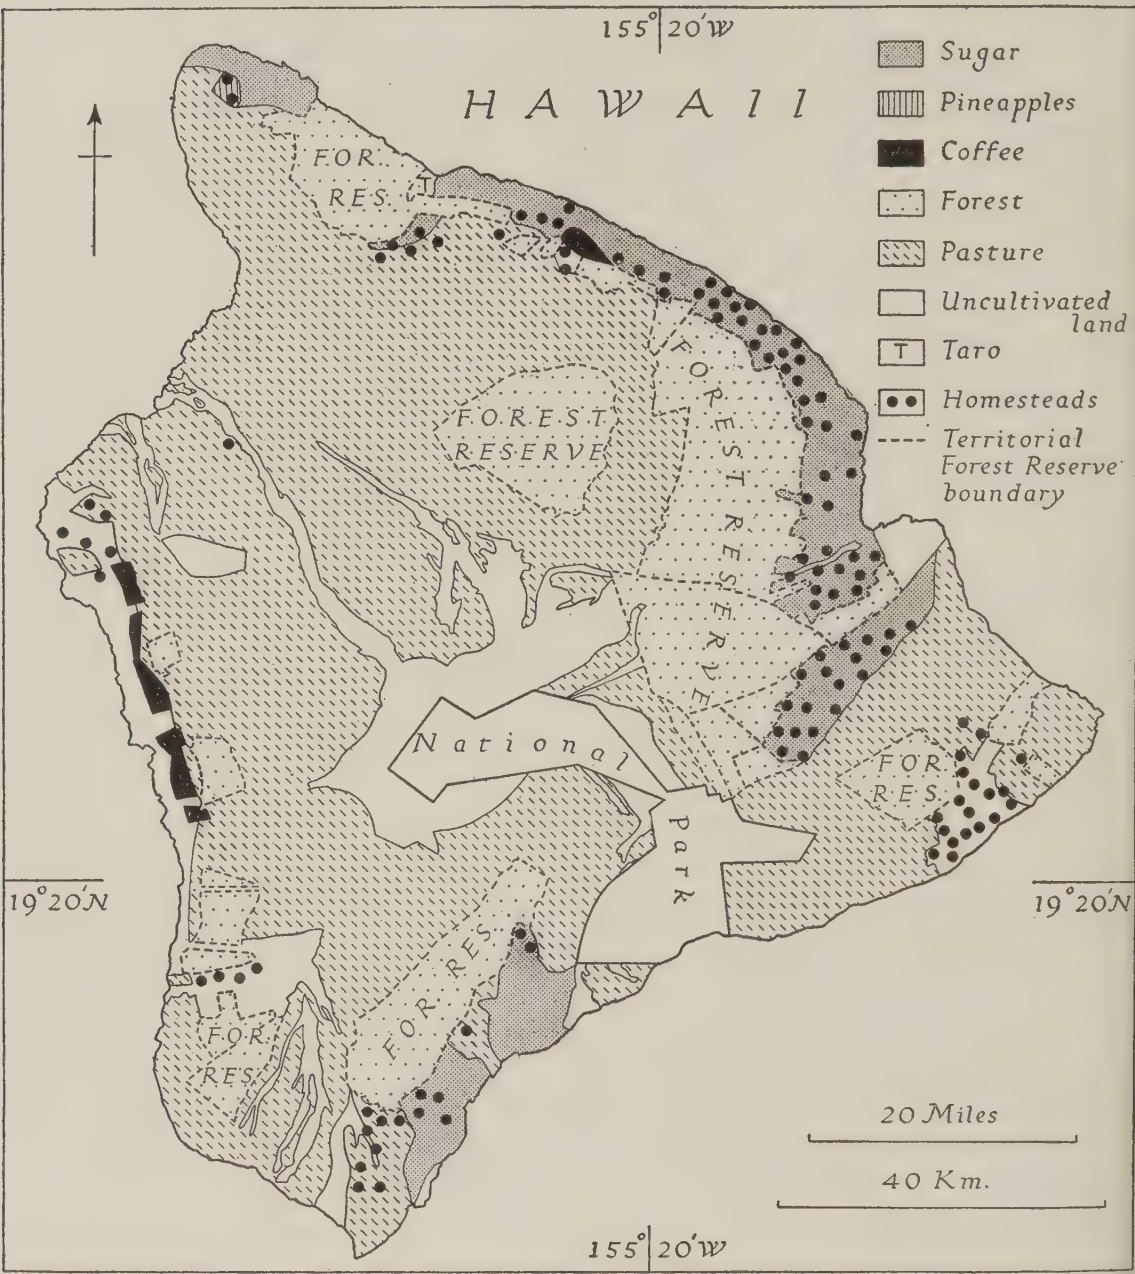 155° 20'W
HAWAII
Sugar
Pineapples
Coffee
Forest
Pasture
Uncultivated
land
T Taro
Homesteads
Territorial
Forest Reserve
boundary
FOR.
RES.
T
FOREST
RESERVE
FOREST RESERVE
National
Park
FOR
RES.
19°20'N
19°20'N
FOR. RES.
FOR.
RES.
20 Miles
40 Km.
155° 20'W